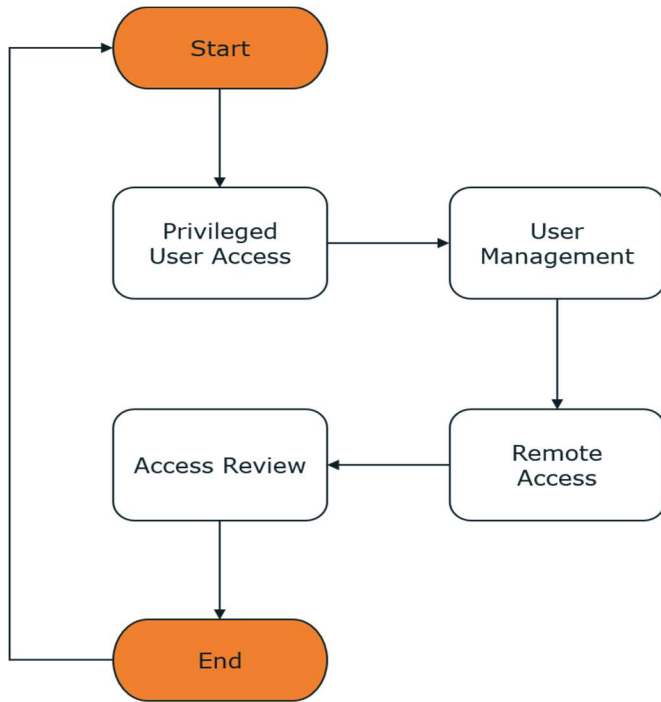 Start
Privileged
User Access
User
Management
Remote
Access
Access Review
End